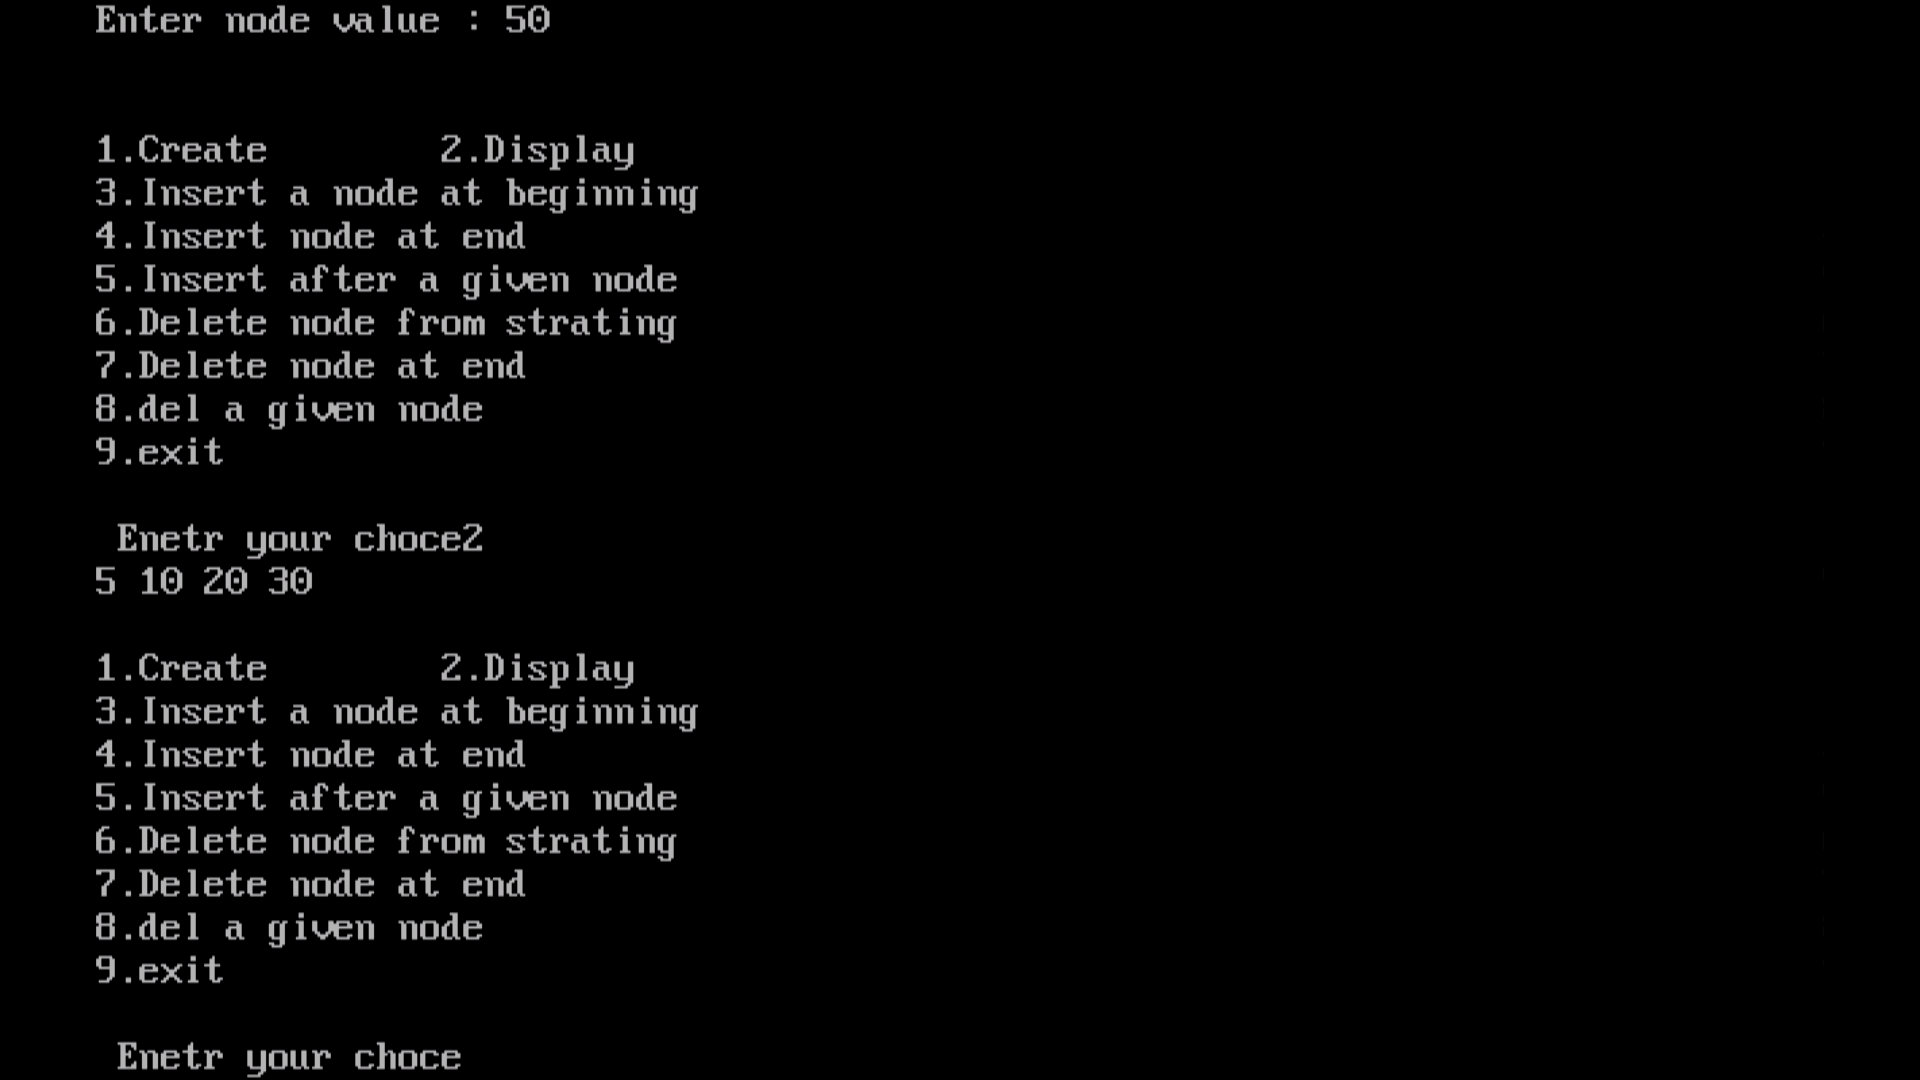 Enter node value : 50
1.Create        2.Display
3.Insert a node at beginning
4.Insert node at end
5.Insert after a given node
6.Delete node from strating
7.Delete node at end
8.del a given node
9.exit
Enetr your choce2
5 10 20 30
1.Create        2.Display
3.Insert a node at beginning
4.Insert node at end
5.Insert after a given node
6.Delete node from strating
7.Delete node at end
8.del a given node
9.exit
Enetr your choce